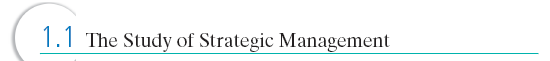 1.1 The Study of Strategic Management